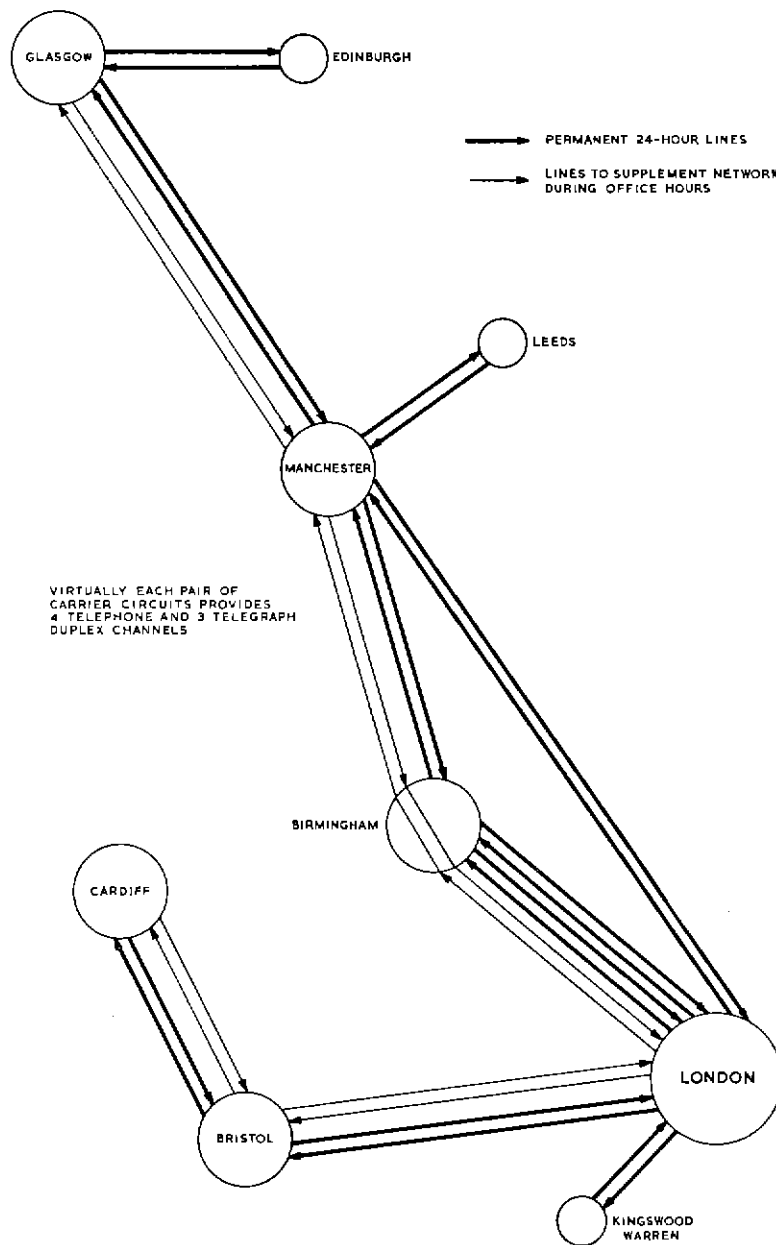 GLASGOW
EDINBURGH
PERMANENT 24-HOUR LINES
LINES TO SUPPLEMENT NETWORK
DURING OFFICE HOURS
LEEDS
MANCHESTER
VIRTUALLY EACH PAIR OF
CARRIER CIRCUITS PROVIDES
4 TELEPHONE AND 3 TELEGRAPH
DUPLEX CHANNELS
BIRMINGHAM
CARDIFF
LONDON
BRISTOL
KINGSWOOD
WARREN